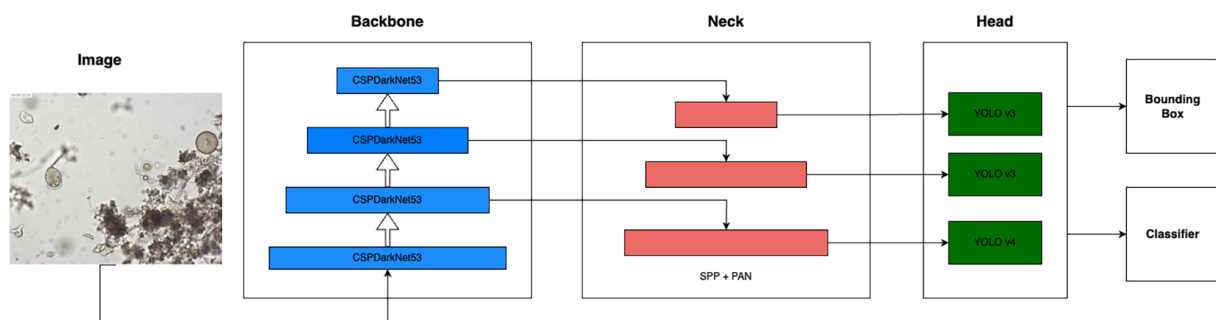 Backbone
Neck
Head
Image
CSPDarkNet53
CSPDarkNet53
CSPDarkNet53
CSPDarkNet53
SPP + PAN
YOLO v3
YOLO v3
YOLO v4
Bounding
Box
Classifier